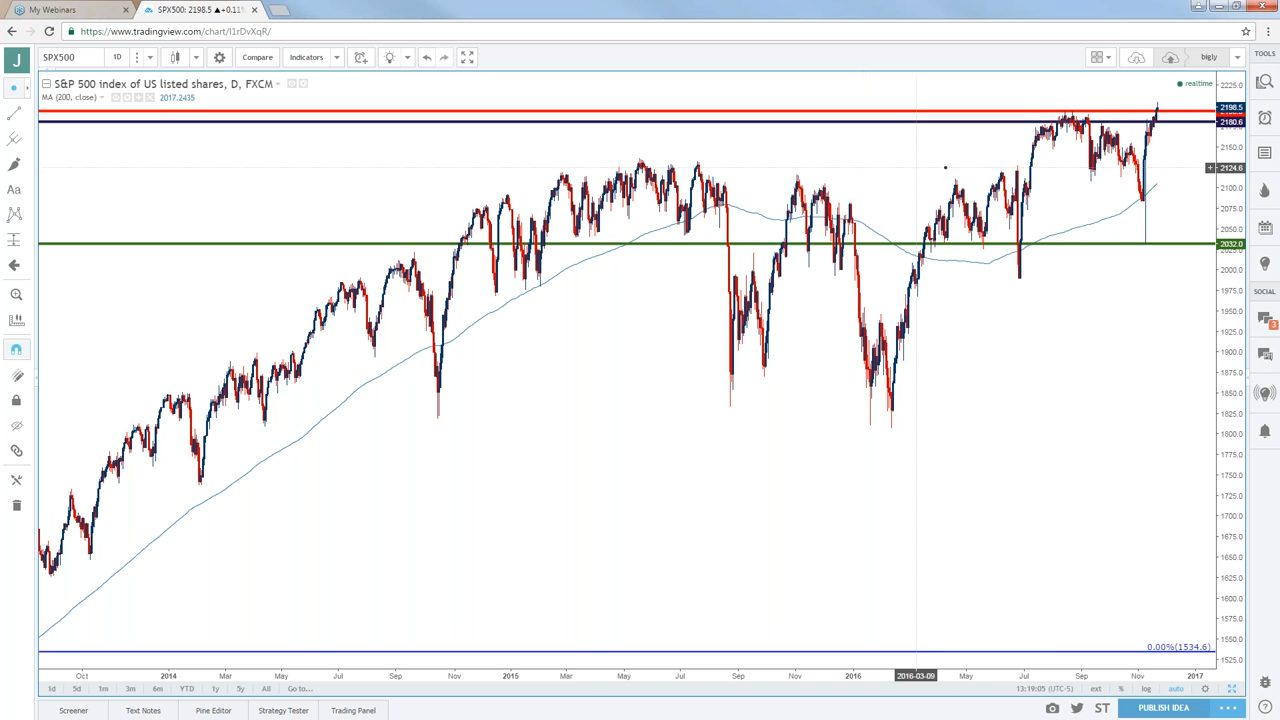 My Webinars
SPX500: 2198.5 ▲+0.11%
https://www.tradingview.com/chart/l1rDvXqR/
J
SPX500
1D
Compare
Indicators
bigly
TOOLS
S&P 500 index of US listed shares, D, FXCM
MA (200, close)
2017.2435
realtime
2225.0
2198.5
2180.6
2150.0
2124.6
2100.0
2075.0
2050.0
2032.0
2000.0
1975.0
1950.0
1925.0
1900.0
1875.0
1850.0
1825.0
1800.0
1775.0
1750.0
1725.0
1700.0
1675.0
1650.0
1625.0
1600.0
1575.0
1550.0
1525.0
Aa
SOCIAL
3
0.00%(1534.6)
Oct
2014
Mar
May
Jul
Sep
Nov
2015
Mar
May
Jul
Sep
Nov
2016
2016-03-09
May
Jul
Sep
Nov
2017
1d
5d
1m
3m
6m
YTD
1y
5y
All
Go to...
13:19:05 (UTC-5)
ext
%
log
auto
Screener
Text Notes
Pine Editor
Strategy Tester
Trading Panel
ST
PUBLISH IDEA